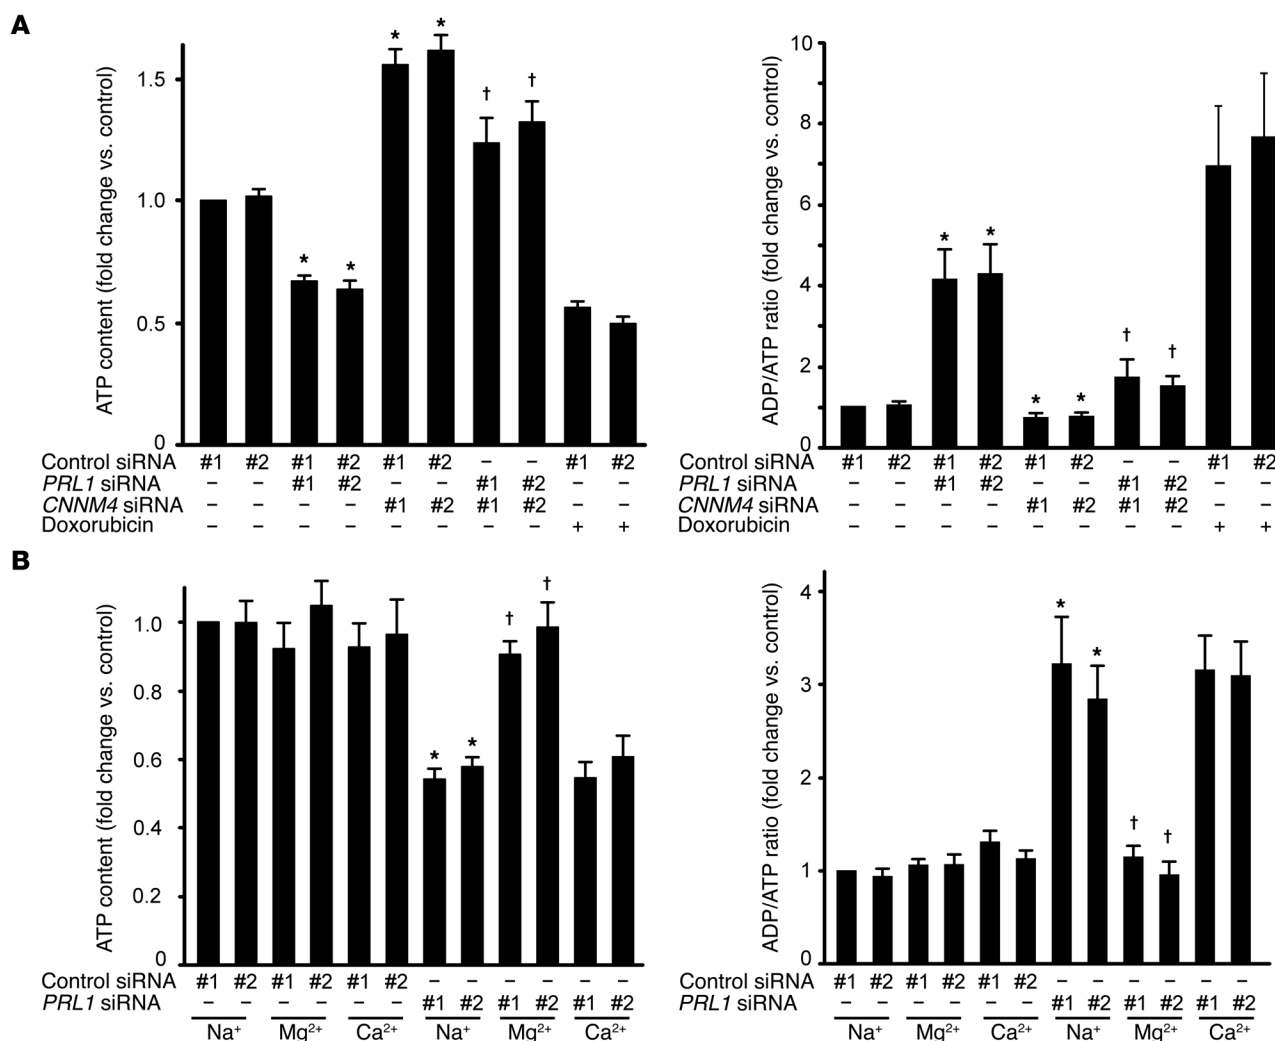 A
ATP content (fold change vs. control)
1.5
1.0
0.5
0
* * * * † †
Control siRNA #1 #2 #1 #2 #1 #2 – – #1 #2
PRL1 siRNA – – #1 #2 – – #1 #2 – –
CNNM4 siRNA – – – – #1 #2 #1 #2 – –
Doxorubicin – – – – – – – – + +
ADP/ATP ratio (fold change vs. control)
10
8
6
4
2
0
* * * * † †
Control siRNA #1 #2 #1 #2 #1 #2 – – #1 #2
PRL1 siRNA – – #1 #2 – – #1 #2 – –
CNNM4 siRNA – – – – #1 #2 #1 #2 – –
Doxorubicin – – – – – – – – + +
B
ATP content (fold change vs. control)
1.0
0.8
0.6
0.4
0.2
0
* * † †
Control siRNA #1 #2 #1 #2 #1 #2 – – – – – –
PRL1 siRNA – – – – – – #1 #2 #1 #2 #1 #2
Na⁺ Mg²⁺ Ca²⁺ Na⁺ Mg²⁺ Ca²⁺
ADP/ATP ratio (fold change vs. control)
4
3
2
1
0
* * † †
Control siRNA #1 #2 #1 #2 #1 #2 – – – – – –
PRL1 siRNA – – – – – – #1 #2 #1 #2 #1 #2
Na⁺ Mg²⁺ Ca²⁺ Na⁺ Mg²⁺ Ca²⁺